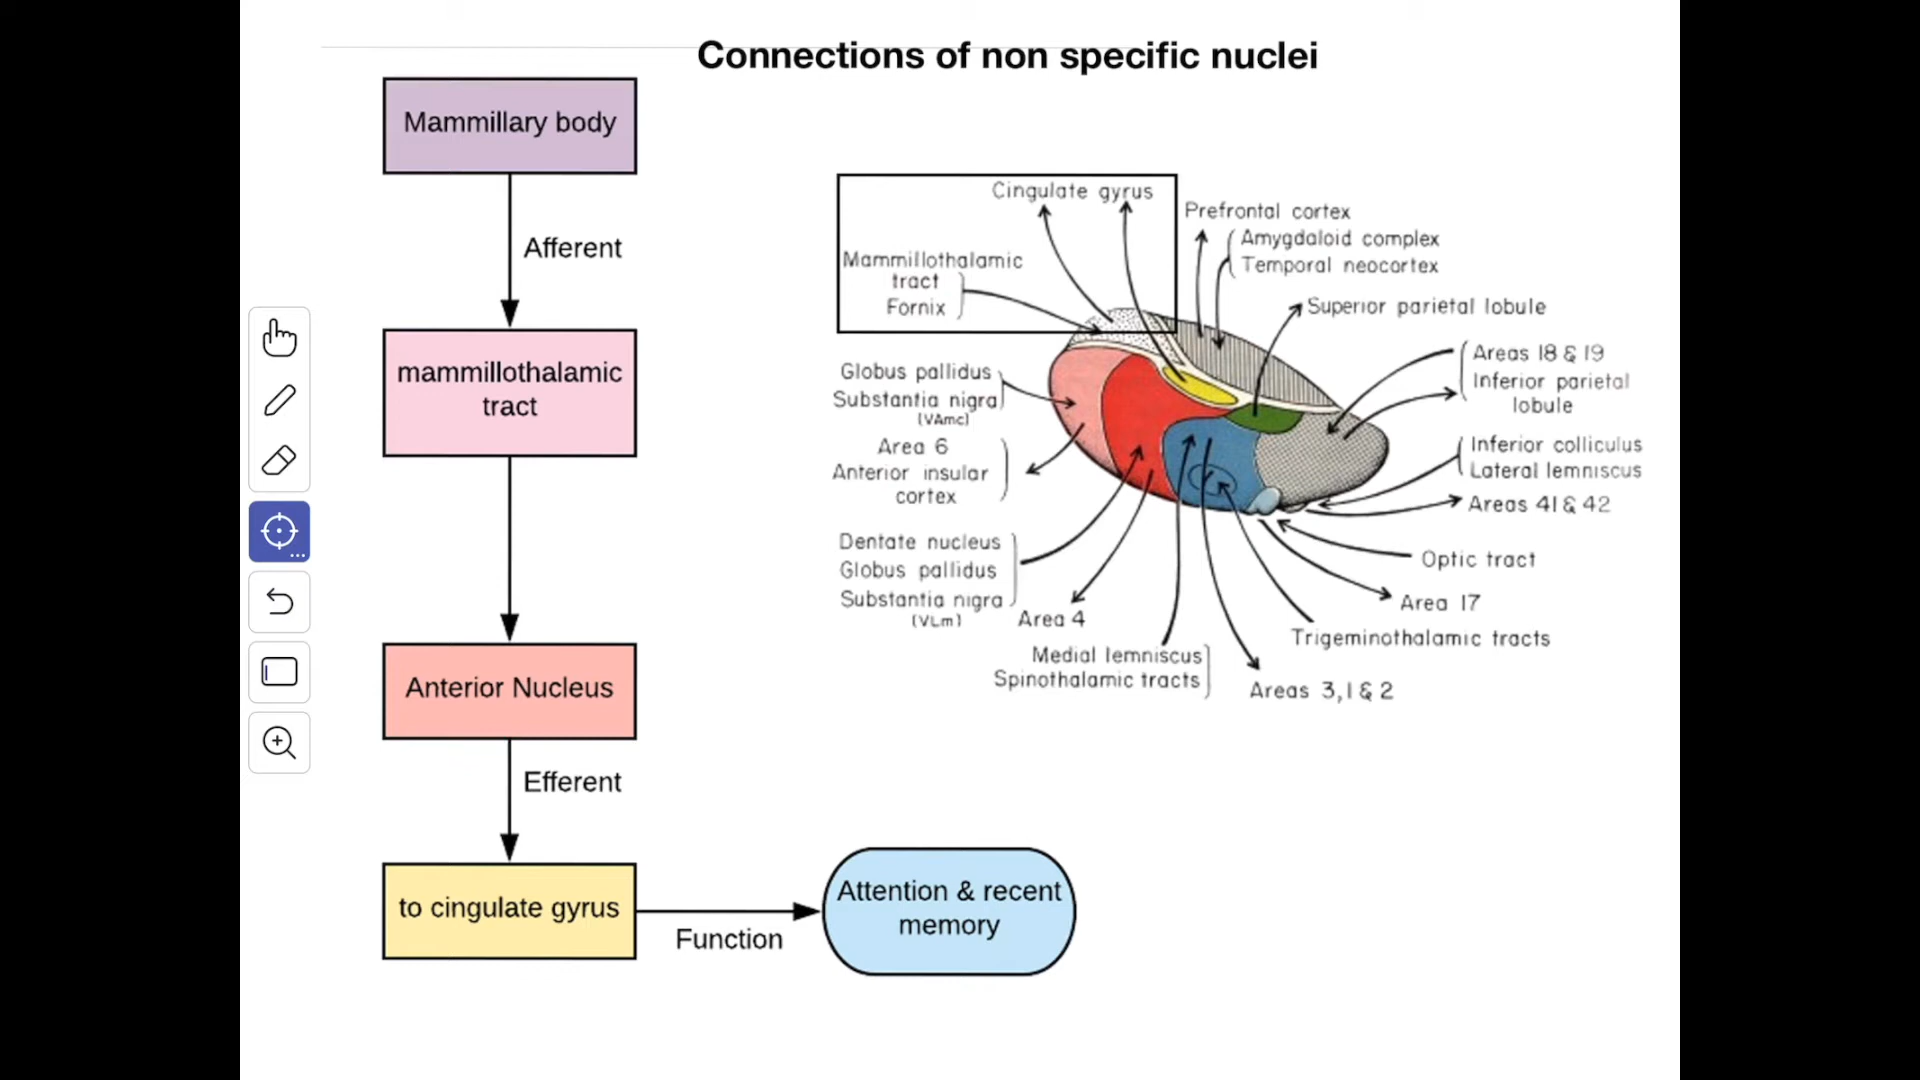 Connections of non specific nuclei
Mammillary body
Afferent
mammillothalamic
tract
Anterior Nucleus
Efferent
to cingulate gyrus
Function
Attention & recent
memory
Cingulate gyrus
Mammillothalamic
tract
Fornix
Prefrontal cortex
Amygdaloid complex
Temporal neocortex
Superior parietal lobule
Areas 18 & 19
Inferior parietal
lobule
Inferior colliculus
Lateral lemniscus
Areas 41 & 42
Optic tract
Area 17
Trigeminothalamic tracts
Areas 3, 1 & 2
Medial lemniscus
Spinothalamic tracts
Area 4
Dentate nucleus
Globus pallidus
Substantia nigra
(VLm)
Area 6
Anterior insular
cortex
Globus pallidus
Substantia nigra
(VAmc)